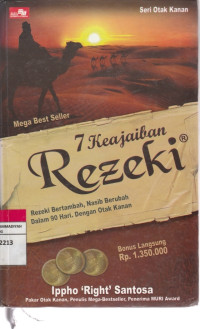 Seri Otak Kanan
Mega Best Seller
7 Keajaiban
Rezeki®
Rezeki Bertambah, Nasib Berubah
Dalam 90 Hari, Dengan Otak Kanan
Bonus Langsung
Rp. 1.350.000
2213
Ippho 'Right' Santosa
Pakar Otak Kanan, Penulis Mega-Bestseller, Penerima MURI Award